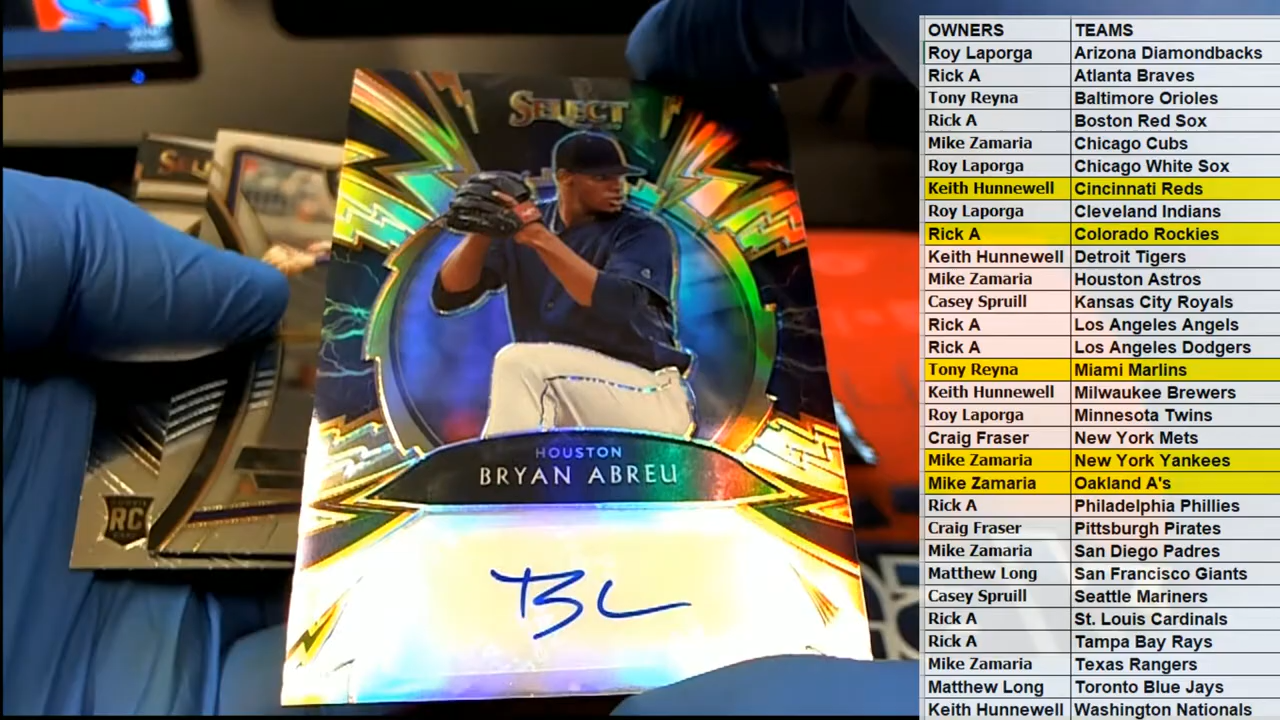 SELECT
HOUSTON
BRYAN ABREU
RC
OWNERS TEAMS
Roy Laporga Arizona Diamondbacks
Rick A Atlanta Braves
Tony Reyna Baltimore Orioles
Rick A Boston Red Sox
Mike Zamaria Chicago Cubs
Roy Laporga Chicago White Sox
Keith Hunnewell Cincinnati Reds
Roy Laporga Cleveland Indians
Rick A Colorado Rockies
Keith Hunnewell Detroit Tigers
Mike Zamaria Houston Astros
Casey Spruill Kansas City Royals
Rick A Los Angeles Angels
Rick A Los Angeles Dodgers
Tony Reyna Miami Marlins
Keith Hunnewell Milwaukee Brewers
Roy Laporga Minnesota Twins
Craig Fraser New York Mets
Mike Zamaria New York Yankees
Mike Zamaria Oakland A's
Rick A Philadelphia Phillies
Craig Fraser Pittsburgh Pirates
Mike Zamaria San Diego Padres
Matthew Long San Francisco Giants
Casey Spruill Seattle Mariners
Rick A St. Louis Cardinals
Rick A Tampa Bay Rays
Mike Zamaria Texas Rangers
Matthew Long Toronto Blue Jays
Keith Hunnewell Washington Nationals